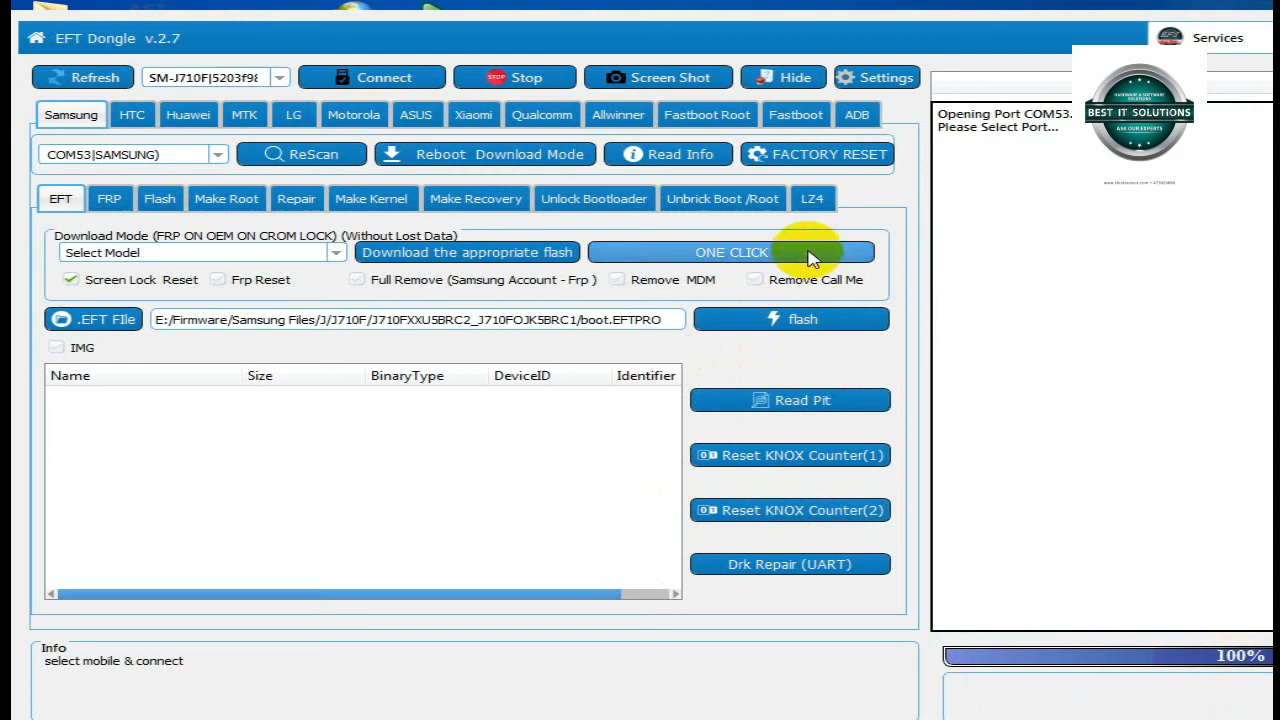 EFT Dongle v.2.7
Services
Refresh
SM-J710F|5203f98
Connect
STOP Stop
Screen Shot
Hide
Settings
Samsung
HTC
Huawei
MTK
LG
Motorola
ASUS
Xiaomi
Qualcomm
Allwinner
Fastboot Root
Fastboot
ADB
COM53|SAMSUNG)
ReScan
Reboot Download Mode
Read Info
FACTORY RESET
EFT
FRP
Flash
Make Root
Repair
Make Kernel
Make Recovery
Unlock Bootloader
Unbrick Boot /Root
LZ4
Download Mode (FRP ON OEM ON CROM LOCK) (Without Lost Data)
Select Model
Download the appropriate flash
ONE CLICK
Screen Lock Reset
Frp Reset
Full Remove (Samsung Account - Frp )
Remove MDM
Remove Call Me
.EFT FIle
E:/Firmware/Samsung Files/J/J710F/J710FXXU5BRC2_J710FOJK5BRC1/boot.EFTPRO
flash
IMG
Name
Size
BinaryType
DeviceID
Identifier
Read Pit
Reset KNOX Counter(1)
Reset KNOX Counter(2)
Drk Repair (UART)
Info
select mobile & connect
Opening Port COM53.
Please Select Port...
HARDWARE & SOFTWARE
SOLUTIONS
BEST IT SOLUTIONS
ASK OUR EXPERTS
100%